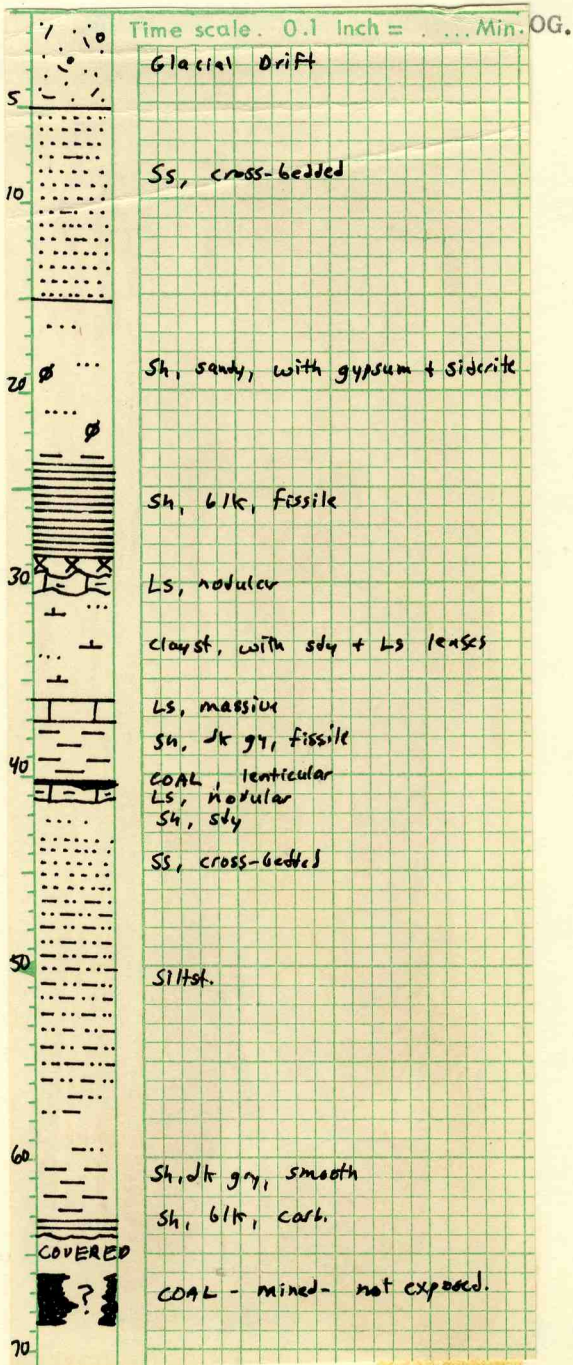 Time scale. 0.1 Inch = ..... Min. OG.
Glacial Drift
5
Ss, cross-bedded
10
Sh, sandy, with gypsum + siderite
20
Sh, blk, fissile
30
Ls, nodular
clayst, with sdy + Ls lenses
Ls, massive
Sh, dk gy, fissile
40
COAL, lenticular
Ls, nodular
Sh, sdy
Ss, cross-bedded
50
Siltst.
60
Sh, dk gry, smooth
Sh, blk, carb.
COVERED
?
COAL - mined - not exposed.
70